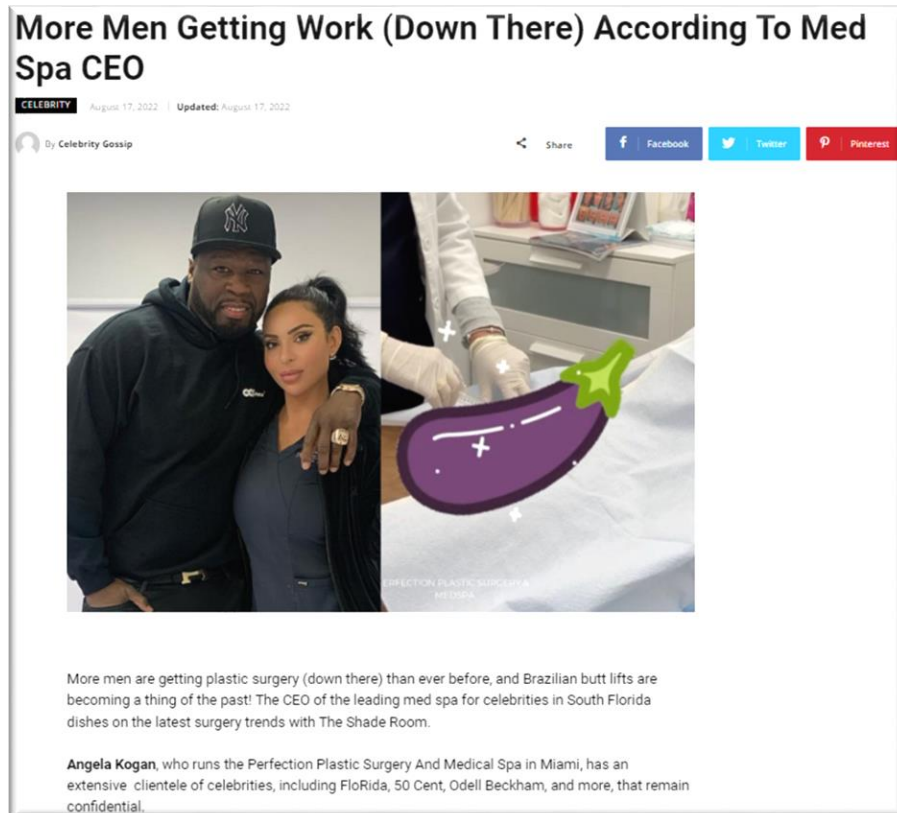 More Men Getting Work (Down There) According To Med
Spa CEO
CELEBRITY August 17, 2022 Updated: August 17, 2022
By Celebrity Gossip Share Facebook Twitter Pinterest
NY
PERFECTION PLASTIC SURGERY &
MEDSPA
More men are getting plastic surgery (down there) than ever before, and Brazilian butt lifts are
becoming a thing of the past! The CEO of the leading med spa for celebrities in South Florida
dishes on the latest surgery trends with The Shade Room.
Angela Kogan, who runs the Perfection Plastic Surgery And Medical Spa in Miami, has an
extensive clientele of celebrities, including FloRida, 50 Cent, Odell Beckham, and more, that remain
confidential.